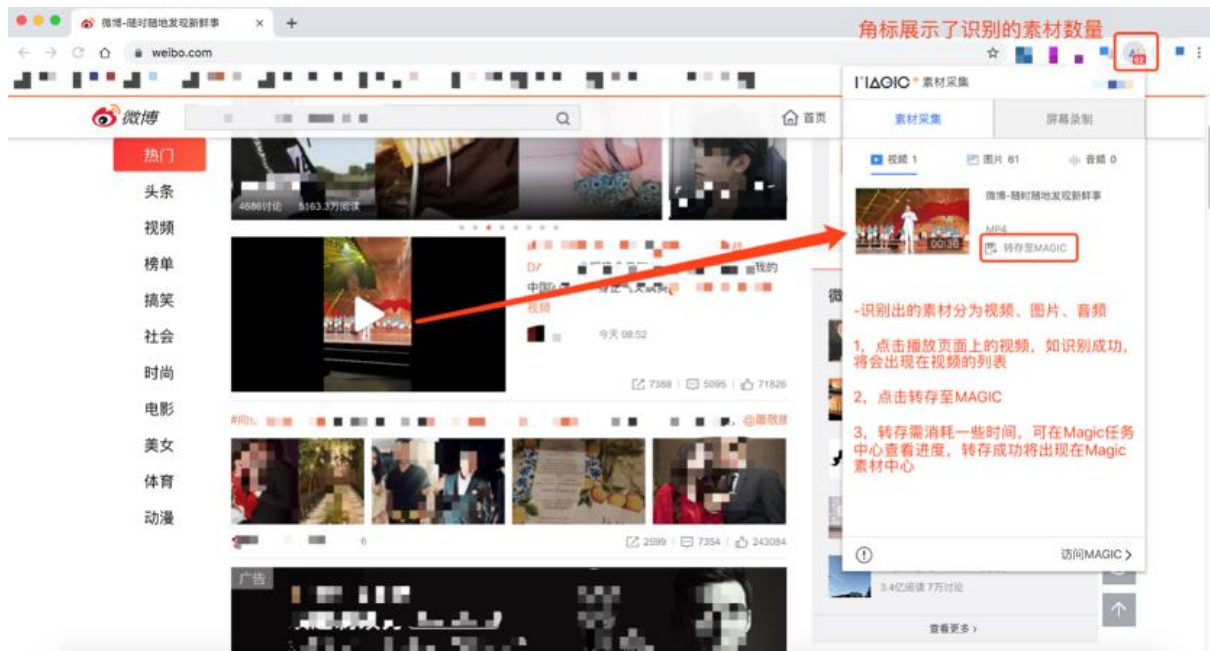 微博-随时随地发现新鲜事
角标展示了识别的素材数量
weibo.com
62
MAGIC+ 素材采集
微博
首页
素材采集
屏幕录制
热门
头条
视频
榜单
搞笑
社会
时尚
电影
美女
体育
动漫
4686讨论 5163.3万阅读
我的
中国
视频
今天 08:52
7388 5095 71826
2599 7354 243084
广告
视频 1
图片 61
音频 0
微博-随时随地发现新鲜事
MP4
00:36
转存至MAGIC
-识别出的素材分为视频、图片、音频
1，点击播放页面上的视频，如识别成功，
将会出现在视频的列表
2，点击转存至MAGIC
3，转存需消耗一些时间，可在Magic任务
中心查看进度，转存成功将出现在Magic
素材中心
访问MAGIC
微
3.4亿阅读 7万讨论
查看更多